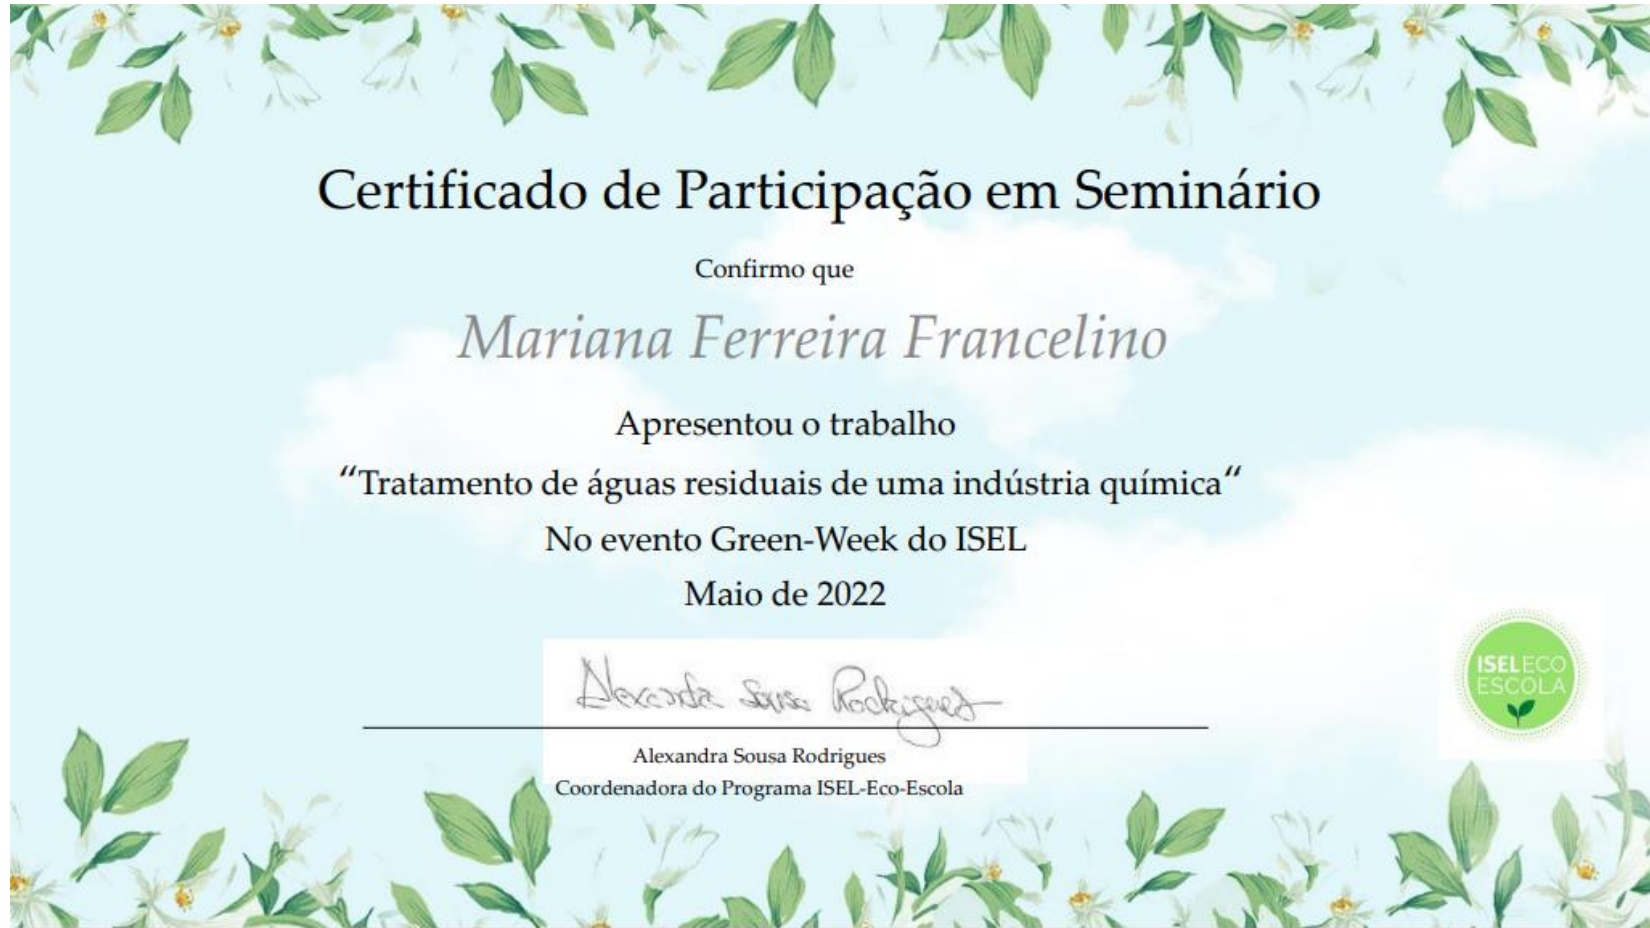 Certificado de Participação em Seminário
Confirmo que
Mariana Ferreira Francelino
Apresentou o trabalho
“Tratamento de águas residuais de uma indústria química“
No evento Green-Week do ISEL
Maio de 2022
Alexandra Sousa Rodrigues
Alexandra Sousa Rodrigues
Coordenadora do Programa ISEL-Eco-Escola
ISELECO
ESCOLA